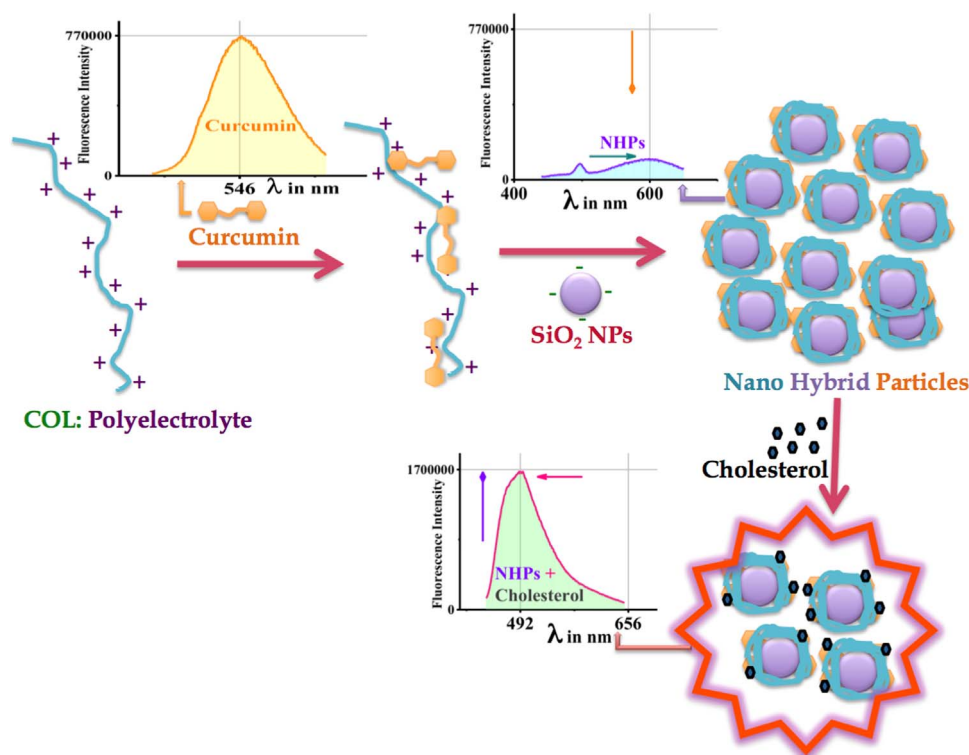 770000
Fluorescence Intensity
Curcumin
0
546
λ in nm
Curcumin
770000
Fluorescence Intensity
NHPs
0
400
600
λ in nm
+ + + + + + + + + + + + +
+ + + + + + + + +
- - - -
SiO₂ NPs
COL: Polyelectrolyte
Nano Hybrid Particles
Cholesterol
1700000
Fluorescence Intensity
NHPs +
Cholesterol
0
492
656
λ in nm